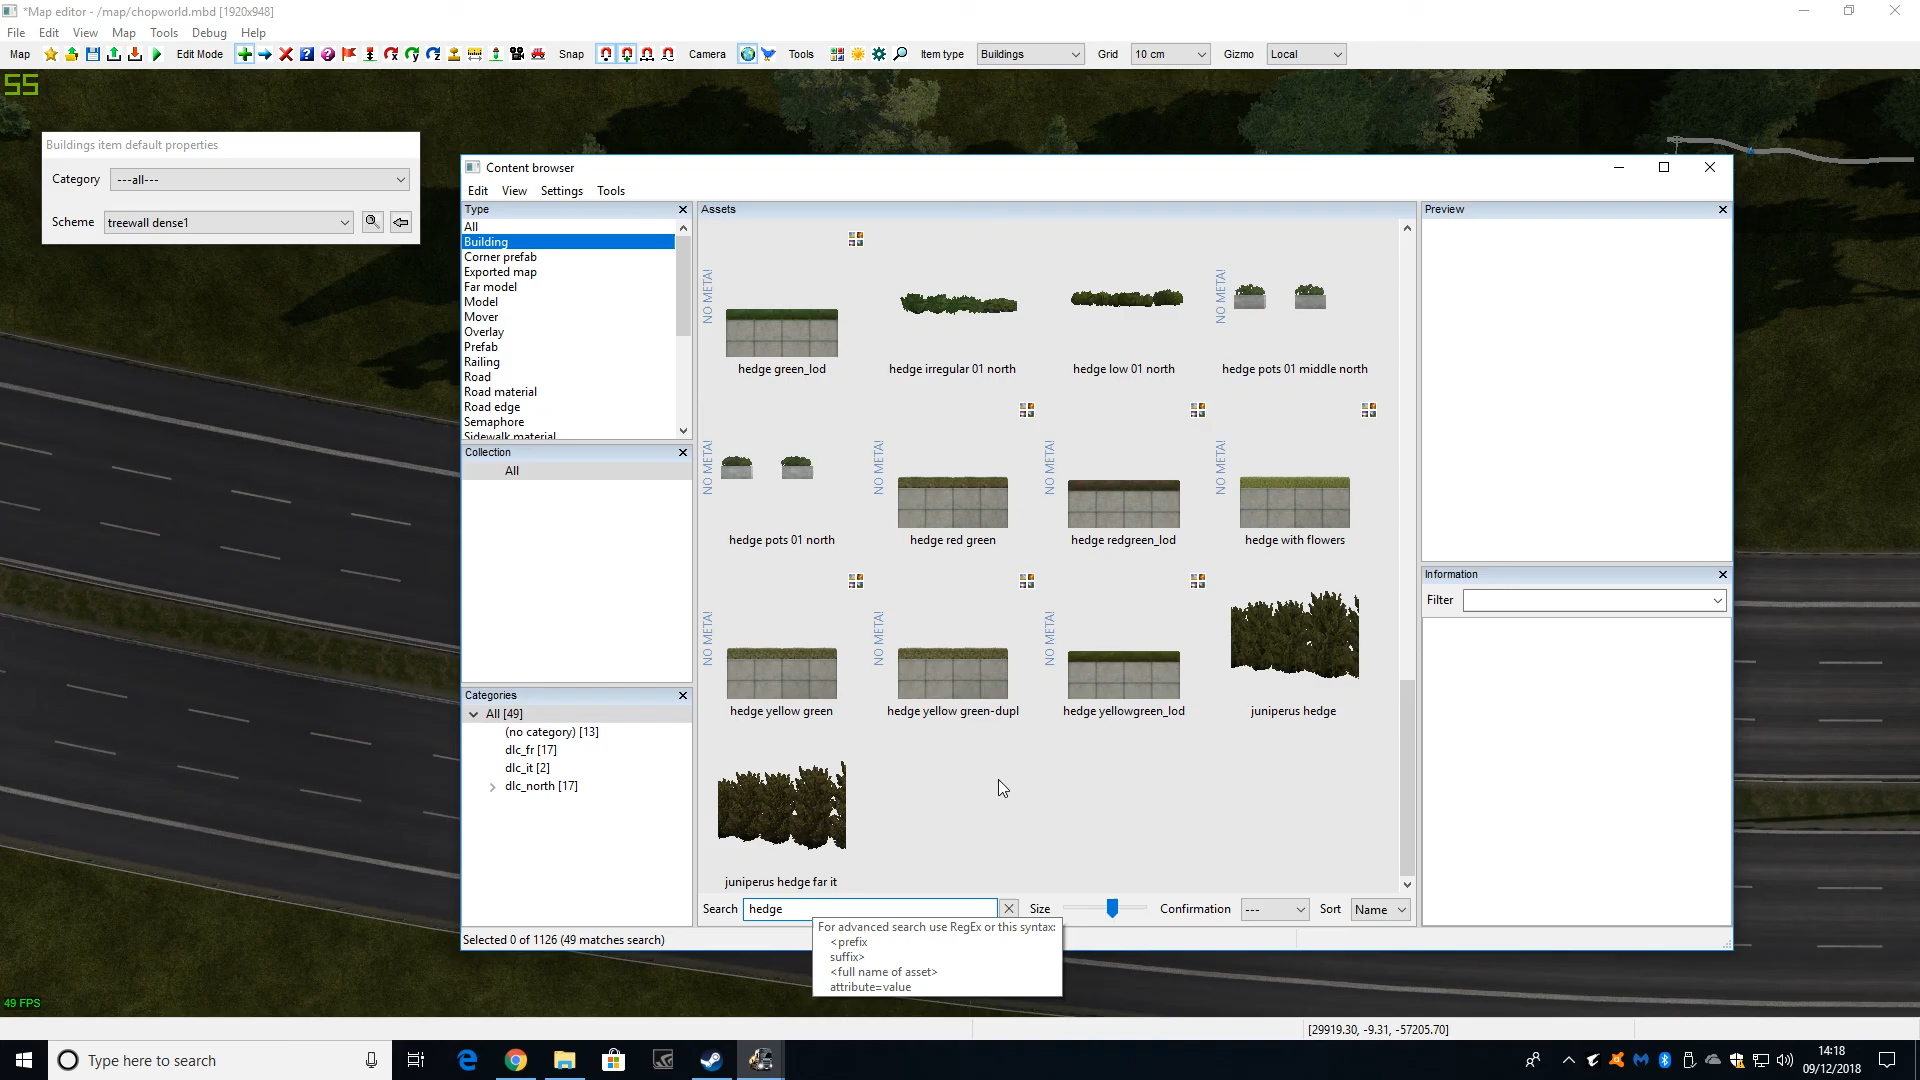 *Map editor - /map/chopworld.mbd [1920x948]
File Edit View Map Tools Debug Help
Map Edit Mode Snap Camera Tools Item type Buildings Grid 10 cm Gizmo Local
55
Buildings item default properties
Category ---all---
Scheme treewall dense1
Content browser
Edit View Settings Tools
Type
All
Building
Corner prefab
Exported map
Far model
Model
Mover
Overlay
Prefab
Railing
Road
Road material
Road edge
Semaphore
Sidewalk material
Collection
All
Categories
All [49]
(no category) [13]
dlc_fr [17]
dlc_it [2]
dlc_north [17]
Assets
NO META!
NO META!
hedge green_lod
hedge irregular 01 north
hedge low 01 north
hedge pots 01 middle north
NO META!
NO META!
NO META!
NO META!
hedge pots 01 north
hedge red green
hedge redgreen_lod
hedge with flowers
NO META!
NO META!
NO META!
hedge yellow green
hedge yellow green-dupl
hedge yellowgreen_lod
juniperus hedge
juniperus hedge far it
Search hedge Size Confirmation --- Sort Name
For advanced search use RegEx or this syntax:
<prefix
suffix>
<full name of asset>
attribute=value
Selected 0 of 1126 (49 matches search)
Preview
Information
Filter
49 FPS
[29919.30, -9.31, -57205.70]
Type here to search
14:18
09/12/2018